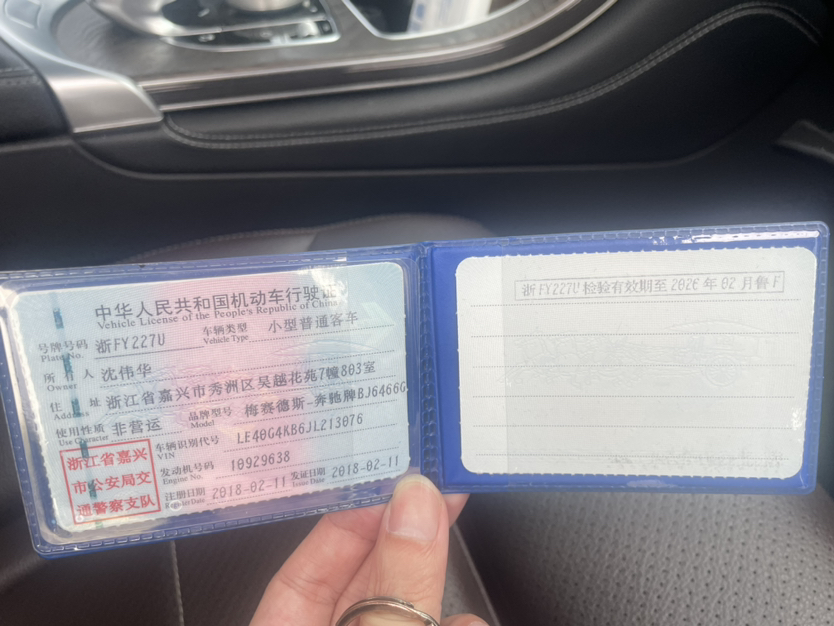 中华人民共和国机动车行驶证
Vehicle License of the People's Republic of China
号牌号码 浙FY227U 车辆类型 小型普通客车
Plate No. Vehicle Type
所有人 沈伟华
Owner
住址 浙江省嘉兴市秀洲区吴越花苑7幢803室
Address
使用性质 非营运 品牌型号 梅赛德斯-奔驰牌BJ6466G
Use Character Model
浙江省嘉兴
市公安局交
通警察支队
车辆识别代号 LE40G4KB6JL213076
VIN
发动机号码 10929638
Engine No.
注册日期 2018-02-11 发证日期 2018-02-11
Register Date Issue Date
浙FY227U 检验有效期至 2026 年 02 月